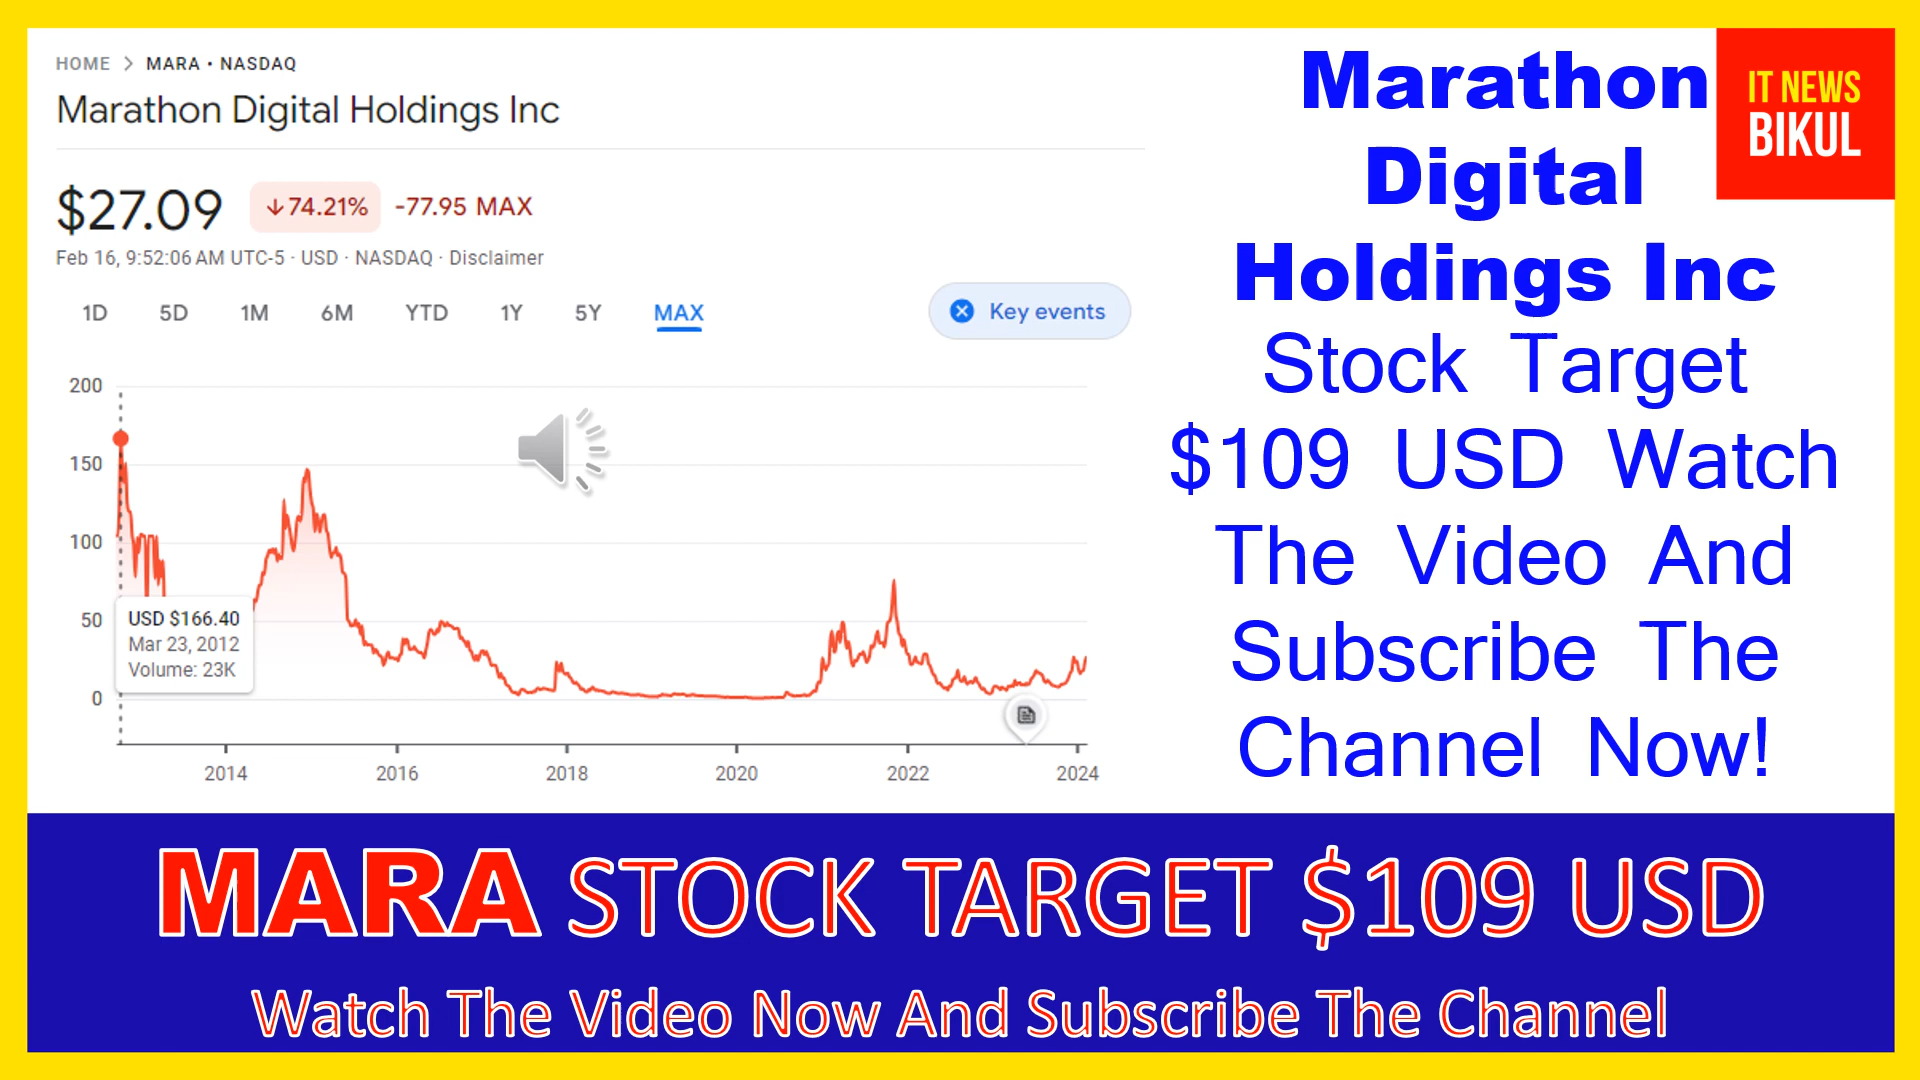 HOME > MARA • NASDAQ
Marathon Digital Holdings Inc
$27.09 ↓74.21% -77.95 MAX
Feb 16, 9:52:06 AM UTC-5 · USD · NASDAQ · Disclaimer
1D 5D 1M 6M YTD 1Y 5Y MAX
Key events
200
150
100
50
0
USD $166.40
Mar 23, 2012
Volume: 23K
2014 2016 2018 2020 2022 2024
Marathon
Digital
Holdings Inc
Stock Target
$109 USD Watch
The Video And
Subscribe The
Channel Now!
IT NEWS
BIKUL
MARA STOCK TARGET $109 USD
Watch The Video Now And Subscribe The Channel